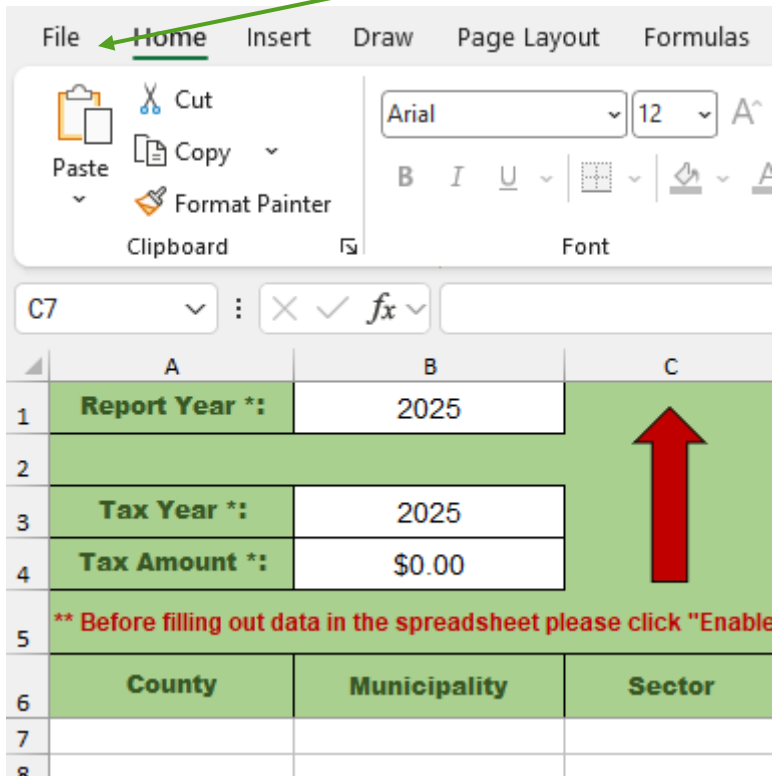 File Home Insert Draw Page Layout Formulas
Cut
Arial 12 A^
Copy
Paste
B I U A
Format Painter
Clipboard Font
C7 fx
A B C
1 Report Year *: 2025
2
3 Tax Year *: 2025
4 Tax Amount *: $0.00
5 ** Before filling out data in the spreadsheet please click "Enable
6 County Municipality Sector
7
8